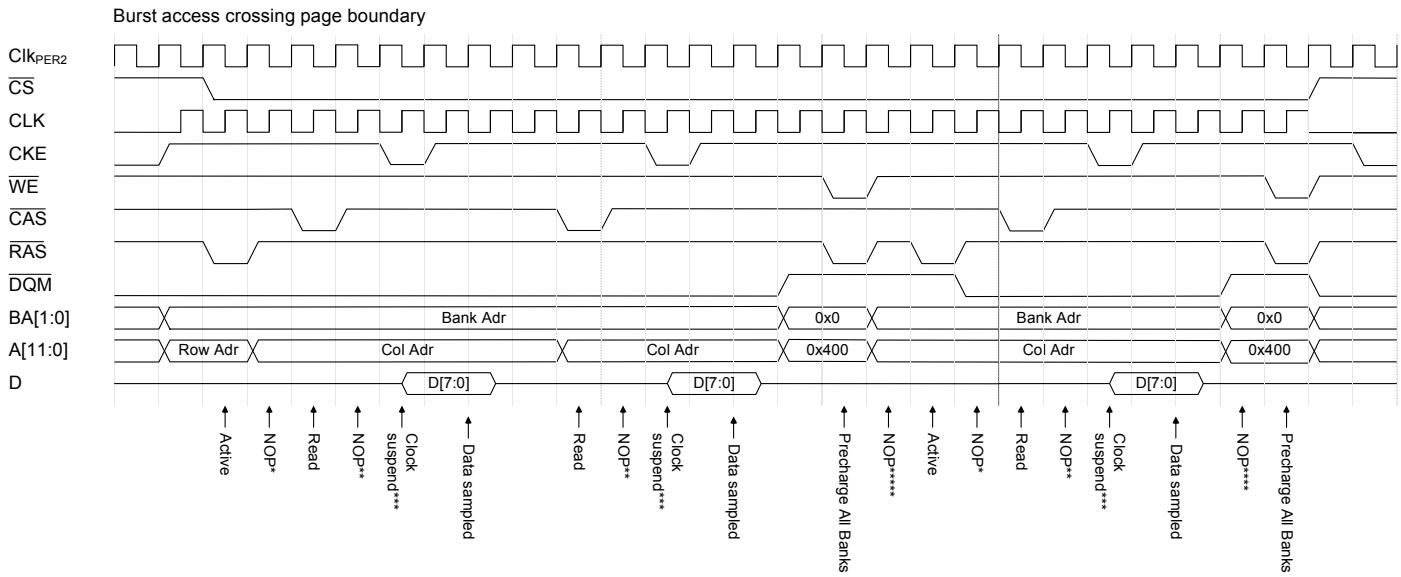 Burst access crossing page boundary
ClkPER2
CS
CLK
CKE
WE
CAS
RAS
DQM
BA[1:0] Bank Adr 0x0 Bank Adr 0x0
A[11:0] Row Adr Col Adr Col Adr 0x400 Col Adr 0x400
D D[7:0] D[7:0] D[7:0]
Active
NOP*
Read
NOP**
Clock
suspend***
Data sampled
Read
NOP**
Clock
suspend***
Data sampled
Precharge All Banks
NOP*****
Active
NOP*
Read
NOP**
Clock
suspend***
Data sampled
NOP****
Precharge All Banks